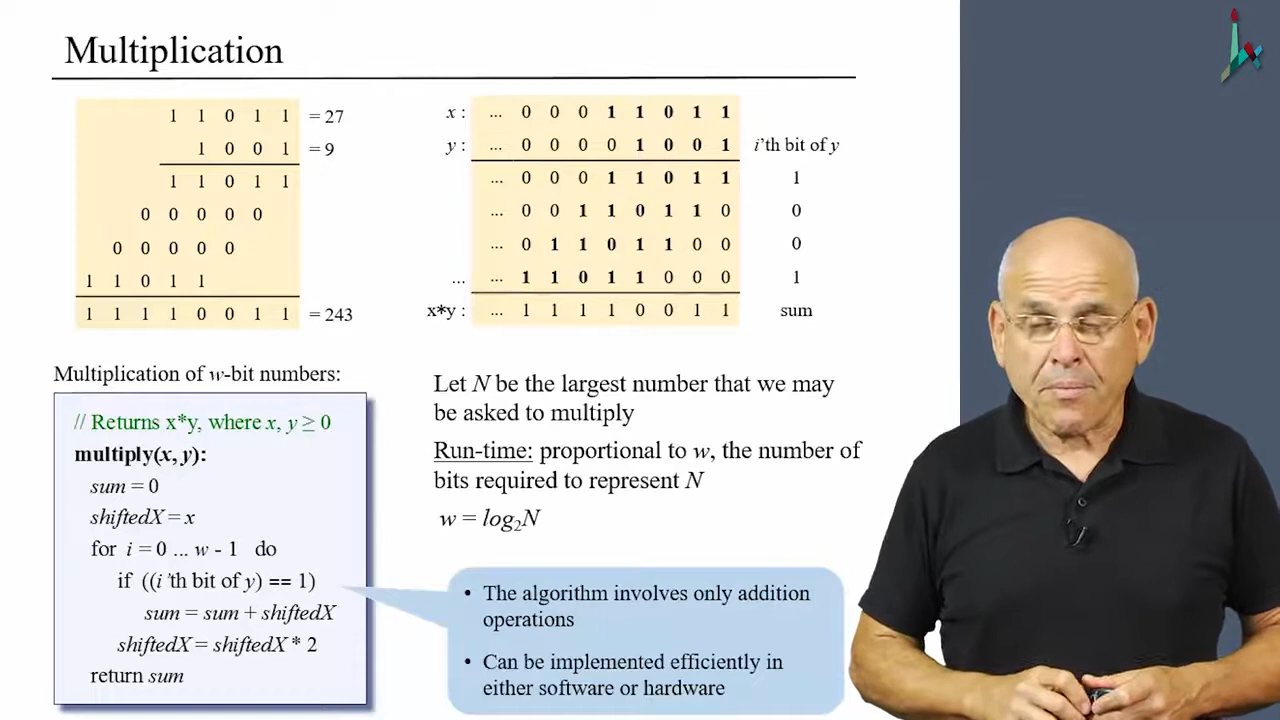 Multiplication
1 1 0 1 1 = 27
1 0 0 1 = 9
1 1 0 1 1
0 0 0 0 0
0 0 0 0 0
1 1 0 1 1
1 1 1 1 0 0 1 1 = 243
x : ... 0 0 0 1 1 0 1 1
y : ... 0 0 0 0 1 0 0 1 i'th bit of y
... 0 0 0 1 1 0 1 1 1
... 0 0 1 1 0 1 1 0 0
... 0 1 1 0 1 1 0 0 0
... ... 1 1 0 1 1 0 0 0 1
x*y : ... 1 1 1 1 0 0 1 1 sum
Multiplication of w-bit numbers:
// Returns x*y, where x, y ≥ 0
multiply(x, y):
sum = 0
shiftedX = x
for i = 0 ... w - 1 do
if ((i 'th bit of y) == 1)
sum = sum + shiftedX
shiftedX = shiftedX * 2
return sum
Let N be the largest number that we may
be asked to multiply
Run-time: proportional to w, the number of
bits required to represent N
w = log₂N
• The algorithm involves only addition
operations
• Can be implemented efficiently in
either software or hardware